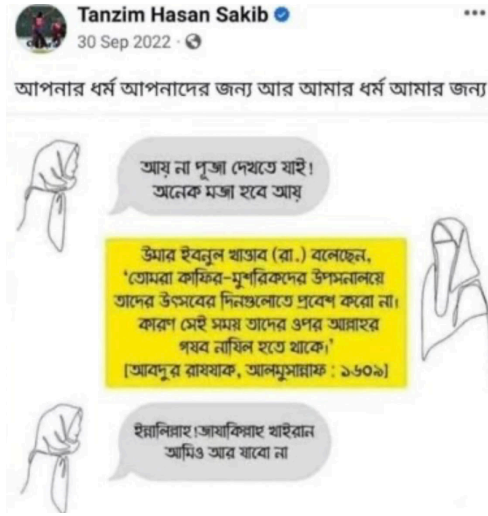 Tanzim Hasan Sakib
30 Sep 2022
আপনার ধর্ম আপনাদের জন্য আর আমার ধর্ম আমার জন্য
আয় না পূজা দেখতে যাই!
অনেক মজা হবে আয়
উমার ইবনুল খাত্তাব (রা.) বলেছেন,
‘তোমরা কাফির-মুশরিকদের উপসনালয়ে
তাদের উৎসবের দিনগুলোতে প্রবেশ করো না।
কারণ সেই সময় তাদের ওপর আল্লাহর
গযব নাযিল হতে থাকে।’
[আবদুর রাযযাক, আলমুসান্নাফ : ১৬০৯]
ইন্নালিল্লাহ।জাযাকিল্লাহ খাইরান
আমিও আর যাবো না